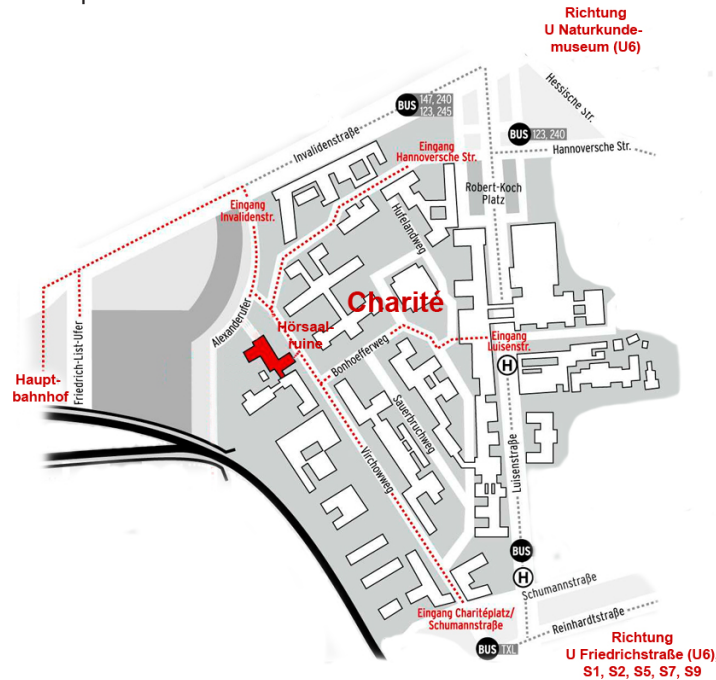 Richtung
U Naturkunde-
museum (U6)
Hessische Str.
BUS 147, 240
123, 245
BUS 123, 240
Invalidenstraße
Eingang
Hannoversche Str.
Hannoversche Str.
Robert-Koch
Platz
Eingang
Invalidenstr.
Hufelandweg
Charité
Alexanderufer
Hörsaal-
ruine
Eingang
Luisenstr.
Bonhoefferweg
H
Friedrich-List-Ufer
Haupt-
bahnhof
Sauerbruchweg
Virchowweg
Luisenstraße
BUS
H
Schumannstraße
Eingang Charitéplatz/
Schumannstraße
Reinhardtstraße
BUS TXL
Richtung
U Friedrichstraße (U6)
S1, S2, S5, S7, S9